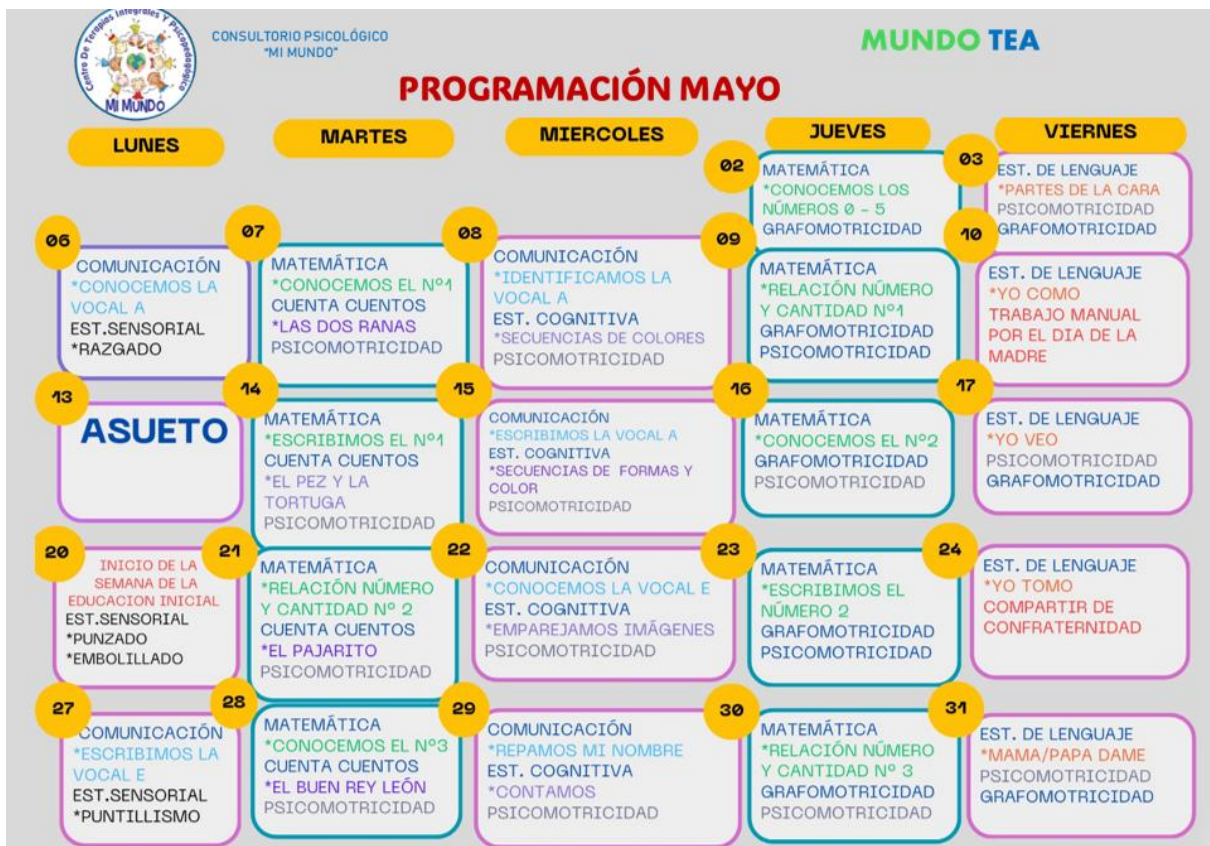 Centro De Terapias Integrales Y Psicopedagógico
MI MUNDO
CONSULTORIO PSICOLÓGICO
"MI MUNDO"
MUNDO TEA
PROGRAMACIÓN MAYO
LUNES
MARTES
MIERCOLES
JUEVES
VIERNES
02
MATEMÁTICA
*CONOCEMOS LOS
NÚMEROS 0 – 5
GRAFOMOTRICIDAD
03
EST. DE LENGUAJE
*PARTES DE LA CARA
PSICOMOTRICIDAD
GRAFOMOTRICIDAD
06
COMUNICACIÓN
*CONOCEMOS LA
VOCAL A
EST.SENSORIAL
*RAZGADO
07
MATEMÁTICA
*CONOCEMOS EL Nº1
CUENTA CUENTOS
*LAS DOS RANAS
PSICOMOTRICIDAD
08
COMUNICACIÓN
*IDENTIFICAMOS LA
VOCAL A
EST. COGNITIVA
*SECUENCIAS DE COLORES
PSICOMOTRICIDAD
09
MATEMÁTICA
*RELACIÓN NÚMERO
Y CANTIDAD Nº1
GRAFOMOTRICIDAD
PSICOMOTRICIDAD
10
EST. DE LENGUAJE
*YO COMO
TRABAJO MANUAL
POR EL DIA DE LA
MADRE
13
ASUETO
14
MATEMÁTICA
*ESCRIBIMOS EL Nº1
CUENTA CUENTOS
*EL PEZ Y LA
TORTUGA
PSICOMOTRICIDAD
15
COMUNICACIÓN
*ESCRIBIMOS LA VOCAL A
EST. COGNITIVA
*SECUENCIAS DE FORMAS Y
COLOR
PSICOMOTRICIDAD
16
MATEMÁTICA
*CONOCEMOS EL Nº2
GRAFOMOTRICIDAD
PSICOMOTRICIDAD
17
EST. DE LENGUAJE
*YO VEO
PSICOMOTRICIDAD
GRAFOMOTRICIDAD
20
INICIO DE LA
SEMANA DE LA
EDUCACION INICIAL
EST.SENSORIAL
*PUNZADO
*EMBOLILLADO
21
MATEMÁTICA
*RELACIÓN NÚMERO
Y CANTIDAD Nº 2
CUENTA CUENTOS
*EL PAJARITO
PSICOMOTRICIDAD
22
COMUNICACIÓN
*CONOCEMOS LA VOCAL E
EST. COGNITIVA
*EMPAREJAMOS IMÁGENES
PSICOMOTRICIDAD
23
MATEMÁTICA
*ESCRIBIMOS EL
NÚMERO 2
GRAFOMOTRICIDAD
PSICOMOTRICIDAD
24
EST. DE LENGUAJE
*YO TOMO
COMPARTIR DE
CONFRATERNIDAD
27
COMUNICACIÓN
*ESCRIBIMOS LA
VOCAL E
EST.SENSORIAL
*PUNTILLISMO
28
MATEMÁTICA
*CONOCEMOS EL Nº3
CUENTA CUENTOS
*EL BUEN REY LEÓN
PSICOMOTRICIDAD
29
COMUNICACIÓN
*REPAMOS MI NOMBRE
EST. COGNITIVA
*CONTAMOS
PSICOMOTRICIDAD
30
MATEMÁTICA
*RELACIÓN NÚMERO
Y CANTIDAD Nº 3
GRAFOMOTRICIDAD
PSICOMOTRICIDAD
31
EST. DE LENGUAJE
*MAMA/PAPA DAME
PSICOMOTRICIDAD
GRAFOMOTRICIDAD